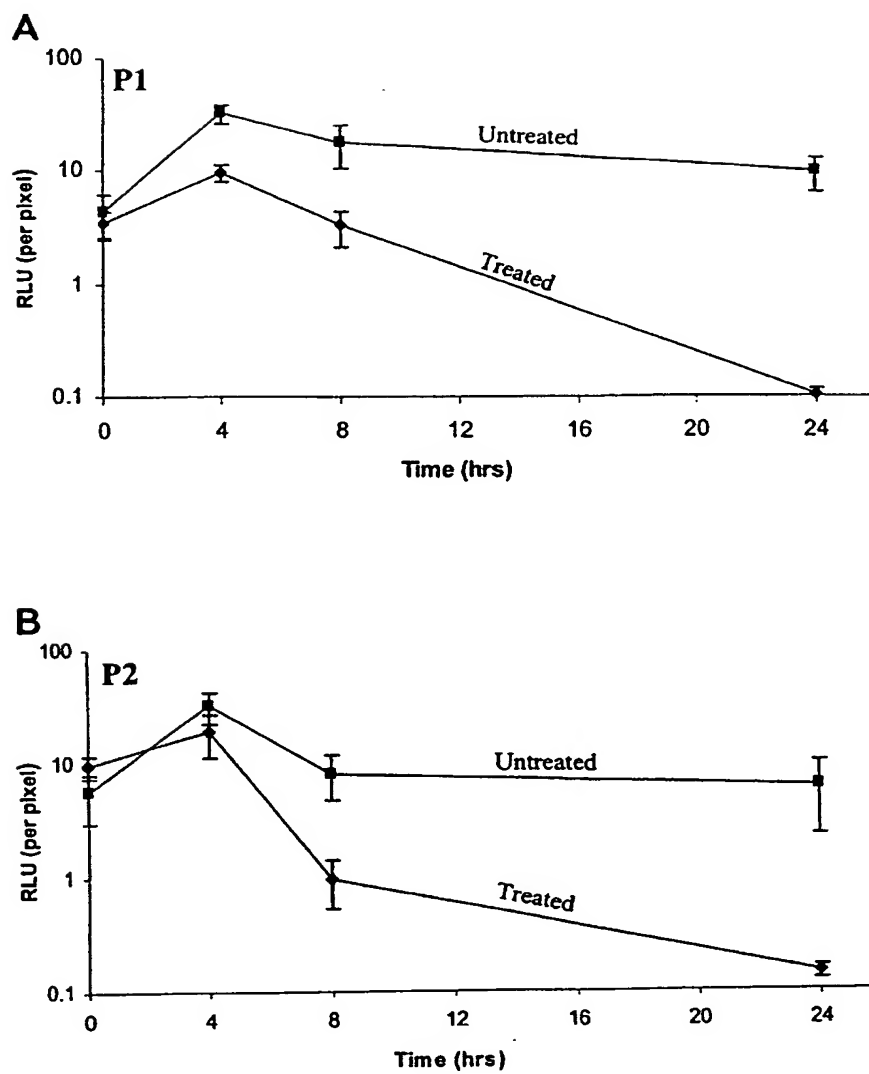 A
P1
100
10
1
0.1
RLU (per pixel)
Untreated
Treated
0 4 8 12 16 20 24
Time (hrs)
B
P2
100
10
1
0.1
RLU (per pixel)
Untreated
Treated
0 4 8 12 16 20 24
Time (hrs)